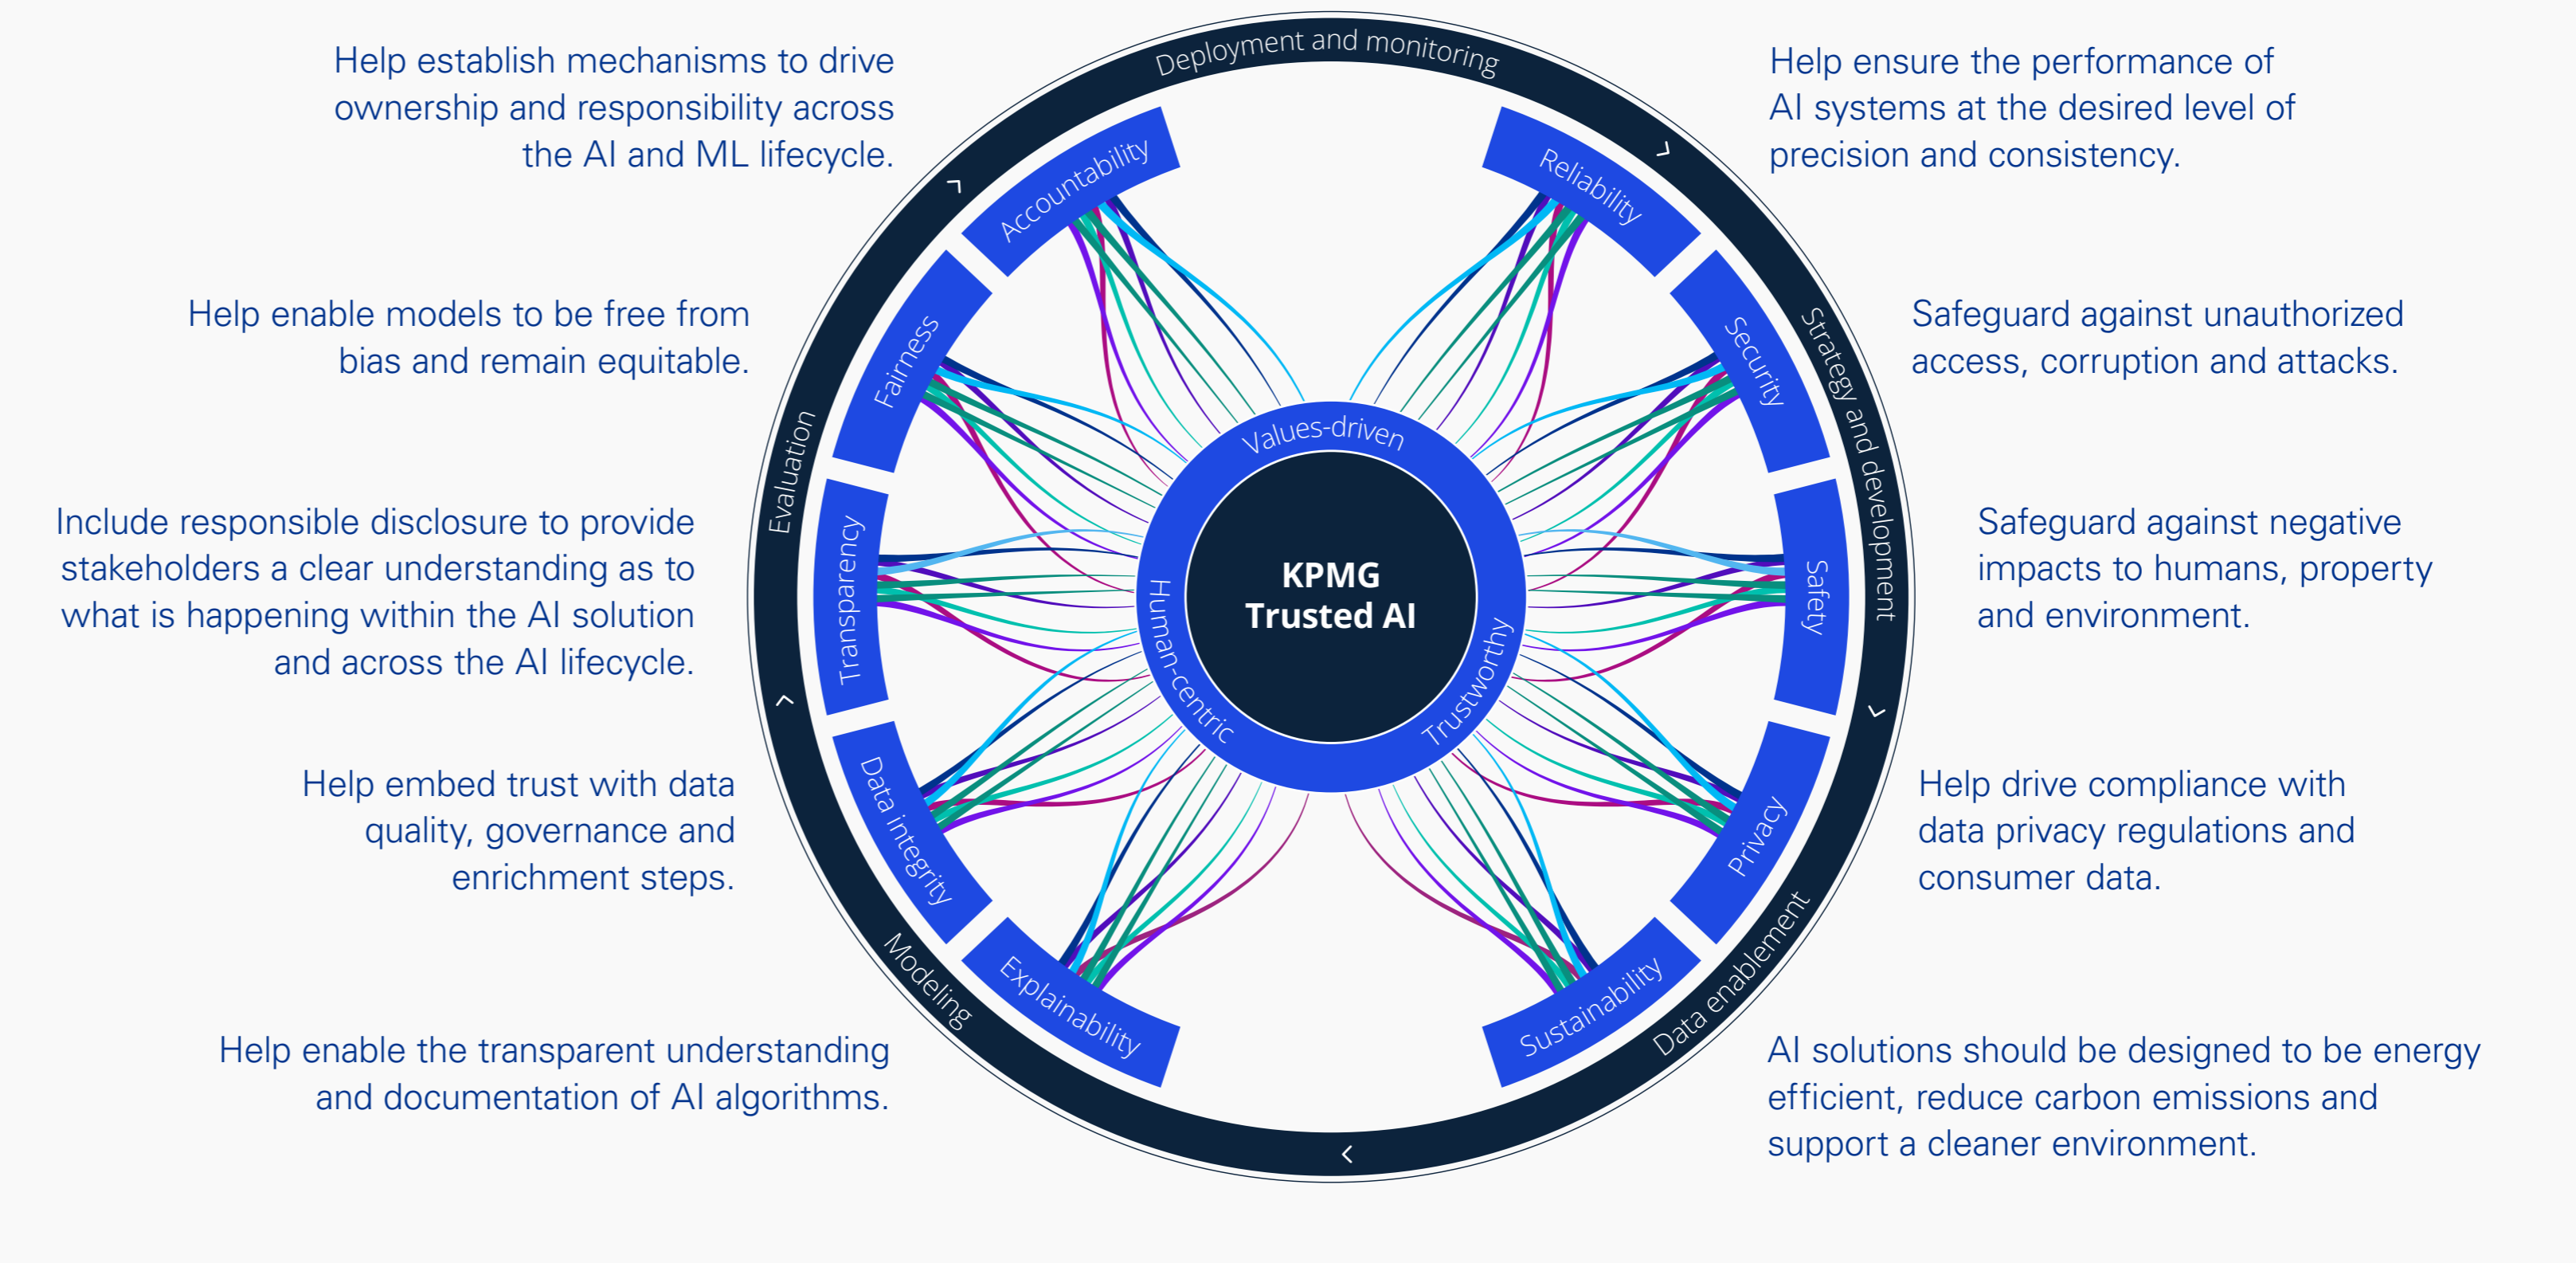 Deployment and monitoring
Help establish mechanisms to drive
ownership and responsibility across
the AI and ML lifecycle.
Accountability
Reliability
Help ensure the performance of
AI systems at the desired level of
precision and consistency.
Help enable models to be free from
bias and remain equitable.
Fairness
Security
Safeguard against unauthorized
access, corruption and attacks.
Evaluation
Strategy and development
Values-driven
Human-centric
Trustworthy
KPMG
Trusted AI
Include responsible disclosure to provide
stakeholders a clear understanding as to
what is happening within the AI solution
and across the AI lifecycle.
Transparency
Safety
Safeguard against negative
impacts to humans, property
and environment.
Help embed trust with data
quality, governance and
enrichment steps.
Data integrity
Privacy
Help drive compliance with
data privacy regulations and
consumer data.
Modeling
Data enablement
Help enable the transparent understanding
and documentation of AI algorithms.
Explainability
Sustainability
AI solutions should be designed to be energy
efficient, reduce carbon emissions and
support a cleaner environment.